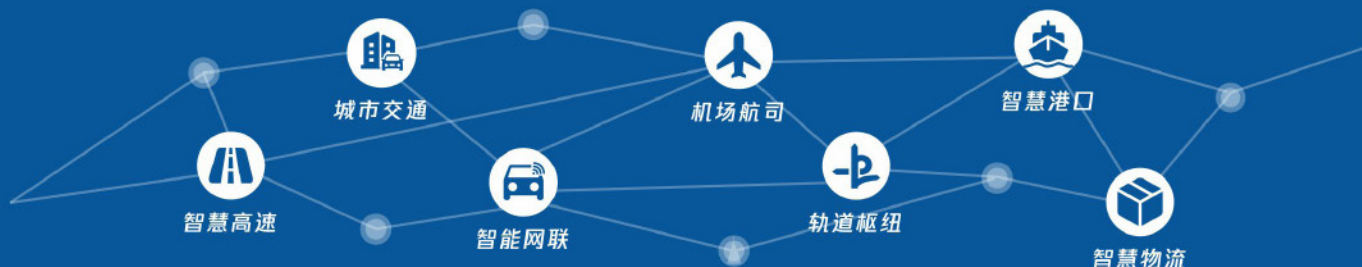 城市交通
机场航司
智慧港口
智慧高速
智能网联
轨道枢纽
智慧物流